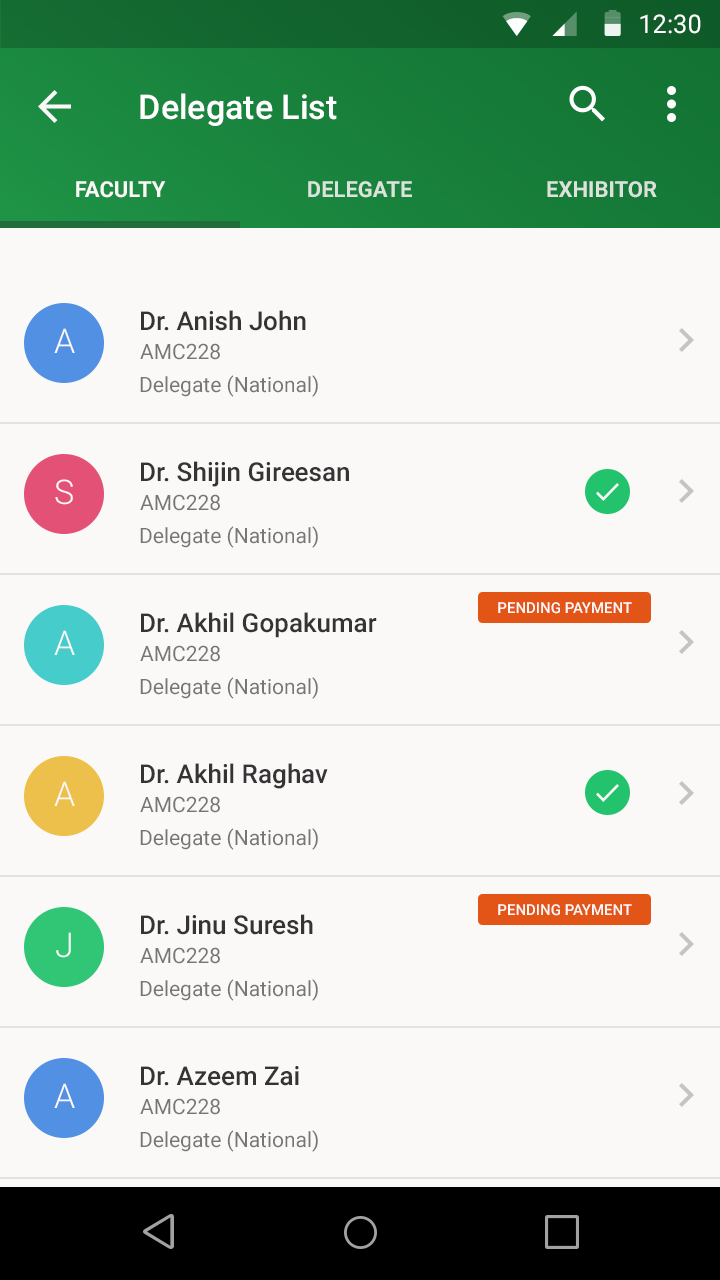 12:30
Delegate List
FACULTY DELEGATE EXHIBITOR
A
Dr. Anish John
AMC228
Delegate (National)
S
Dr. Shijin Gireesan
AMC228
Delegate (National)
PENDING PAYMENT
A
Dr. Akhil Gopakumar
AMC228
Delegate (National)
A
Dr. Akhil Raghav
AMC228
Delegate (National)
PENDING PAYMENT
J
Dr. Jinu Suresh
AMC228
Delegate (National)
A
Dr. Azeem Zai
AMC228
Delegate (National)